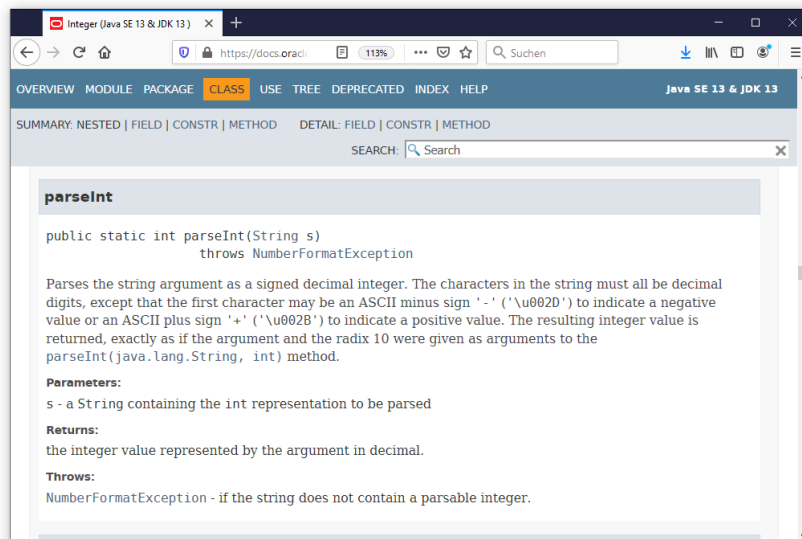 Integer (Java SE 13 & JDK 13 )
https://docs.oracl
113%
Suchen
OVERVIEW MODULE PACKAGE CLASS USE TREE DEPRECATED INDEX HELP
Java SE 13 & JDK 13
SUMMARY: NESTED | FIELD | CONSTR | METHOD DETAIL: FIELD | CONSTR | METHOD
SEARCH: Search
parseInt
public static int parseInt(String s)
throws NumberFormatException
Parses the string argument as a signed decimal integer. The characters in the string must all be decimal
digits, except that the first character may be an ASCII minus sign '-' ('\u002D') to indicate a negative
value or an ASCII plus sign '+' ('\u002B') to indicate a positive value. The resulting integer value is
returned, exactly as if the argument and the radix 10 were given as arguments to the
parseInt(java.lang.String, int) method.
Parameters:
s - a String containing the int representation to be parsed
Returns:
the integer value represented by the argument in decimal.
Throws:
NumberFormatException - if the string does not contain a parsable integer.